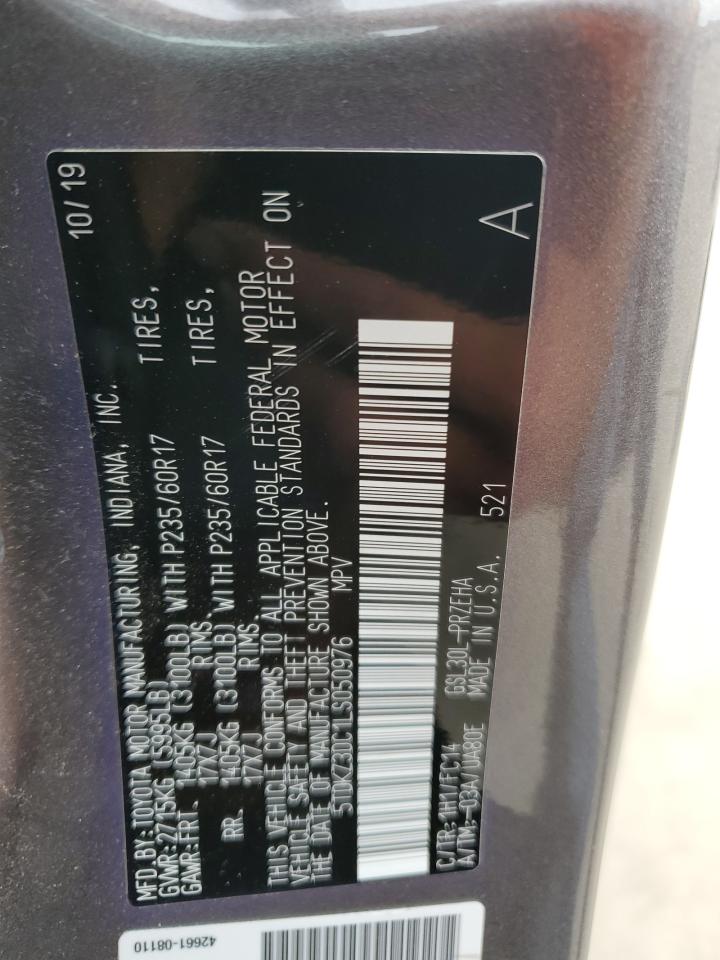 MFD.BY:TOYOTA MOTOR MANUFACTURING, INDIANA, INC. 10/19
GVWR:2725KG (5995LB)
GAWR:FRT. 1405KG (3100LB) WITH P235/60R17 TIRES,
17X7J RIMS
RR. 1405KG (3100LB) WITH P235/60R17 TIRES,
17X7J RIMS
THIS VEHICLE CONFORMS TO ALL APPLICABLE FEDERAL MOTOR
VEHICLE SAFETY AND THEFT PREVENTION STANDARDS IN EFFECT ON
THE DATE OF MANUFACTURE SHOWN ABOVE.
5TDKZ3DC1LS050976 MPV
C/TR:1H1/FC14 GSL30L-PRZEHA
A/TM:-03A/UA80E MADE IN U.S.A. 521 A
42661-08110